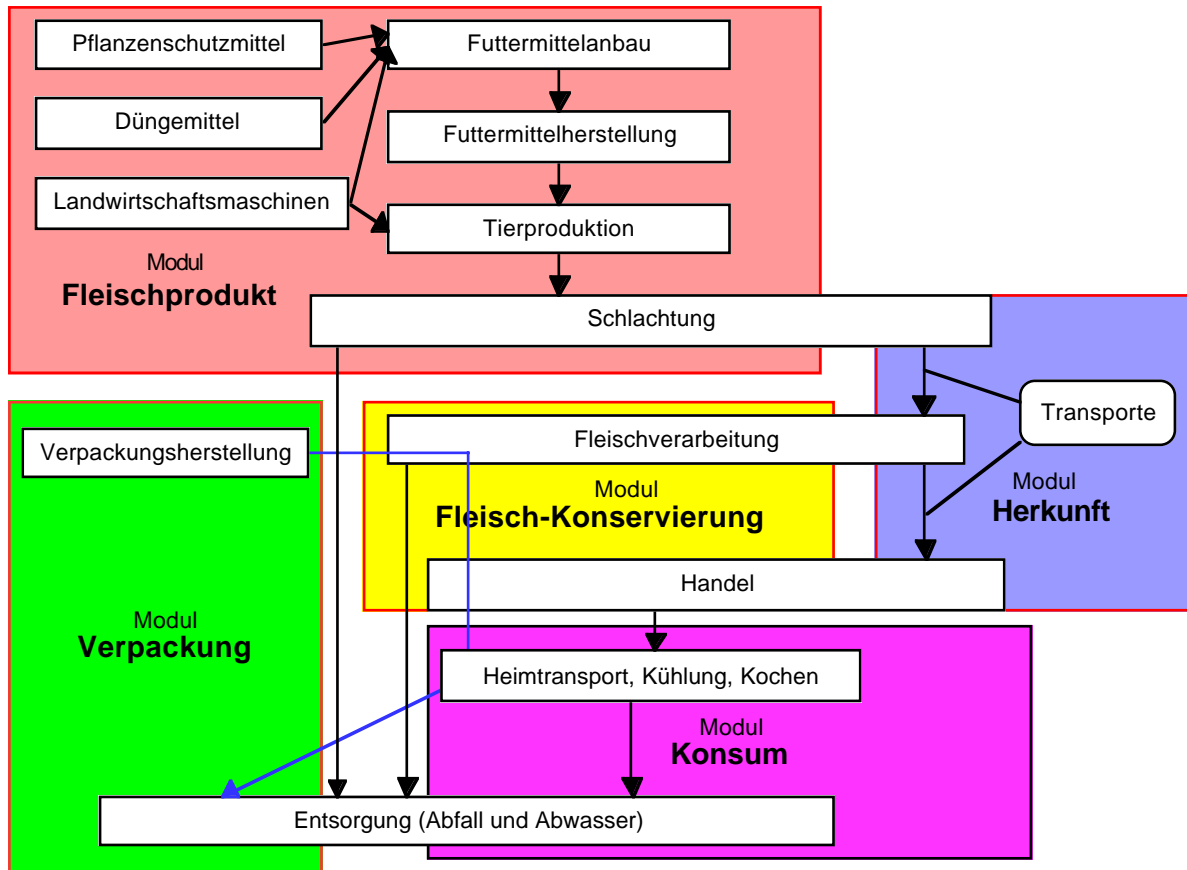 Pflanzenschutzmittel
Futtermittelanbau
Düngemittel
Futtermittelherstellung
Landwirtschaftsmaschinen
Tierproduktion
Modul
Fleischprodukt
Schlachtung
Transporte
Fleischverarbeitung
Verpackungsherstellung
Modul
Fleisch-Konservierung
Modul
Herkunft
Handel
Modul
Verpackung
Heimtransport, Kühlung, Kochen
Modul
Konsum
Entsorgung (Abfall und Abwasser)